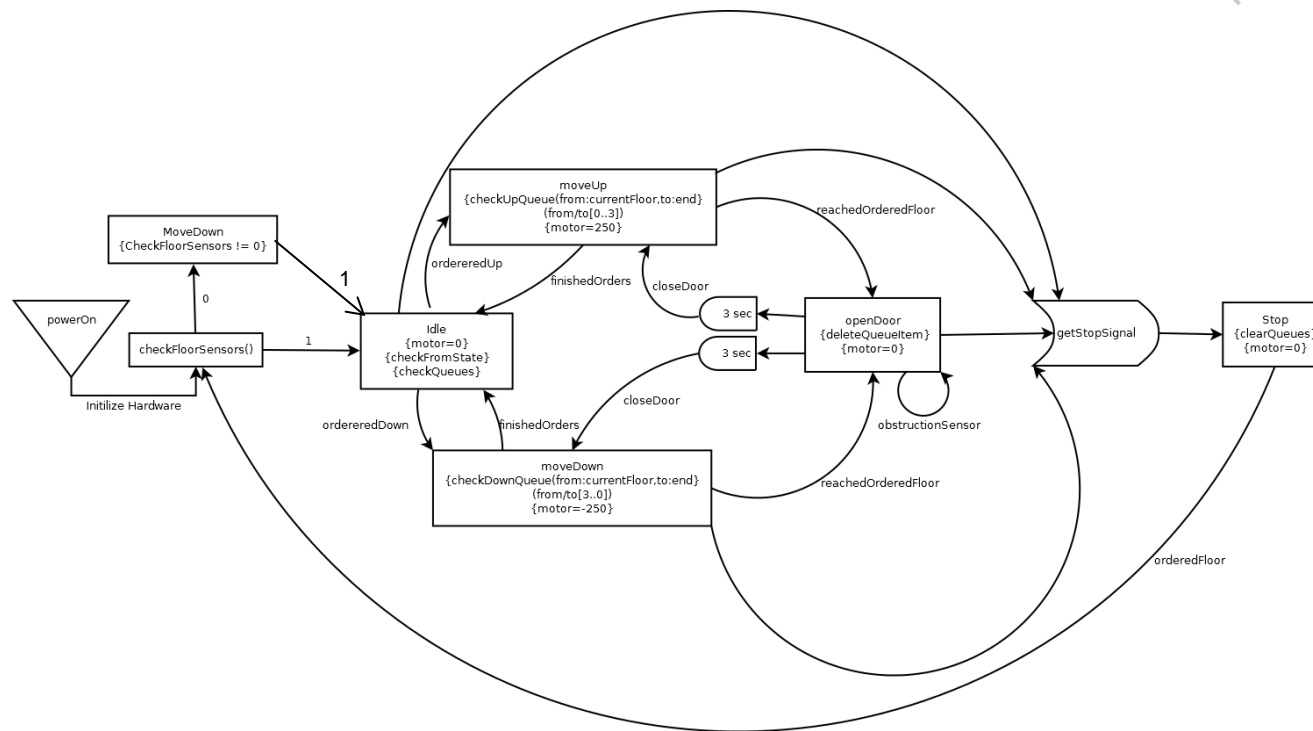 moveUp
{checkUpQueue(from:currentFloor,to:end}
(from/to[0..3])
{motor=250}
reachedOrderedFloor
MoveDown
{CheckFloorSensors != 0}
ordereredUp
finishedOrders
closeDoor
1
0
powerOn
3 sec
openDoor
{deleteQueueItem}
{motor=0}
getStopSignal
Stop
{clearQueues}
{motor=0}
checkFloorSensors()
1
Idle
{motor=0}
{checkFromState}
{checkQueues}
3 sec
Initilize Hardware
closeDoor
ordereredDown
finishedOrders
obstructionSensor
moveDown
{checkDownQueue(from:currentFloor,to:end}
(from/to[3..0])
{motor=-250}
reachedOrderedFloor
orderedFloor